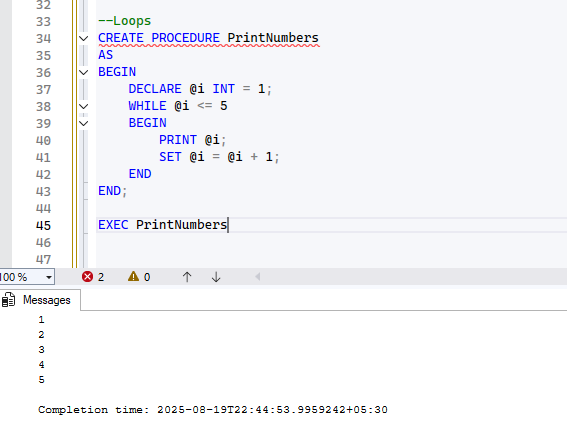 32
33 --Loops
34 CREATE PROCEDURE PrintNumbers
35 AS
36 BEGIN
37     DECLARE @i INT = 1;
38     WHILE @i <= 5
39     BEGIN
40         PRINT @i;
41         SET @i = @i + 1;
42     END
43 END;
44
45 EXEC PrintNumbers
46
47
100 % 2 0
Messages
1
2
3
4
5
Completion time: 2025-08-19T22:44:53.9959242+05:30